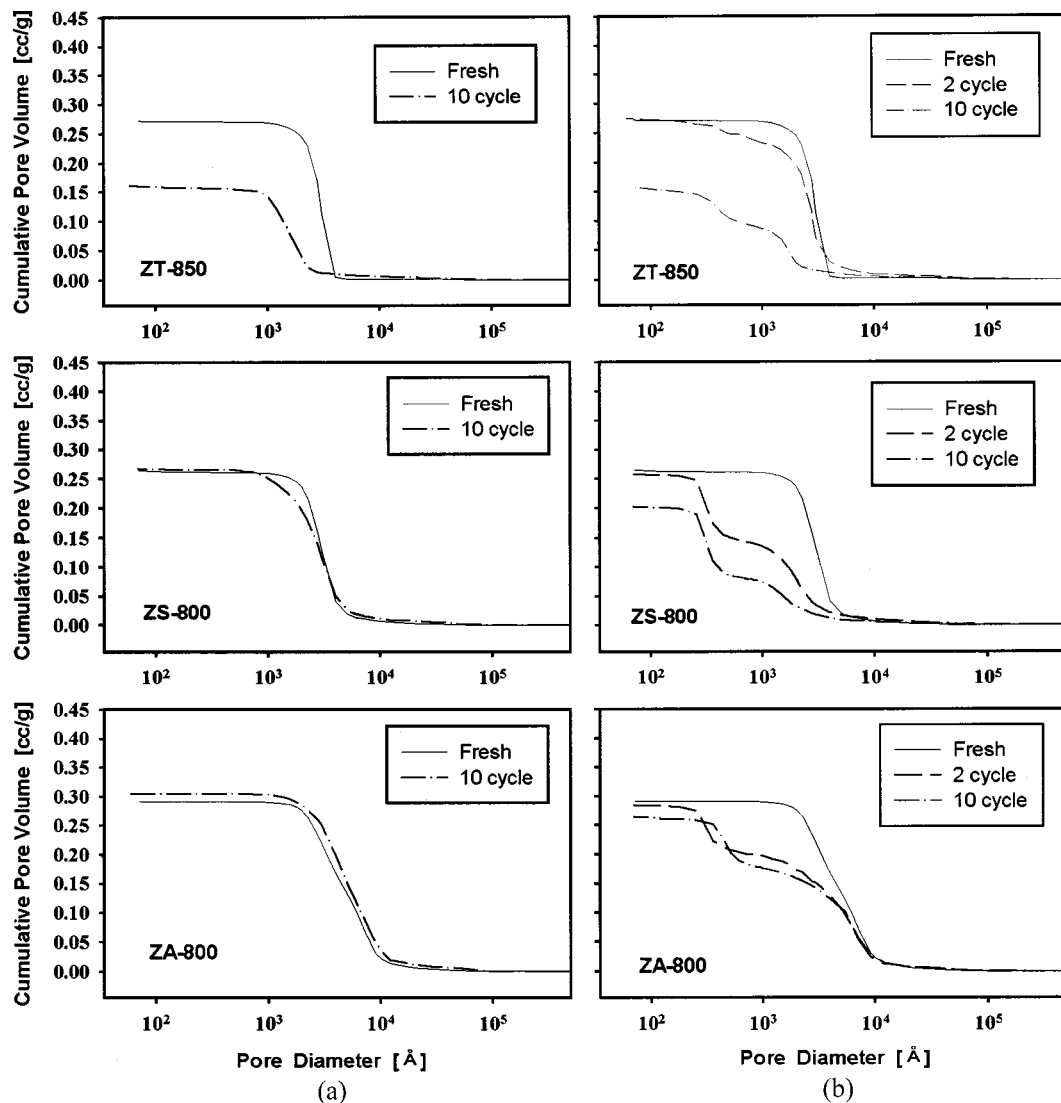 Cumulative Pore Volume [cc/g]
0.45
0.40
0.35
0.30
0.25
0.20
0.15
0.10
0.05
0.00
Fresh
10 cycle
ZT-850
10² 10³ 10⁴ 10⁵
Fresh
2 cycle
10 cycle
ZT-850
10² 10³ 10⁴ 10⁵
Cumulative Pore Volume [cc/g]
0.45
0.40
0.35
0.30
0.25
0.20
0.15
0.10
0.05
0.00
Fresh
10 cycle
ZS-800
10² 10³ 10⁴ 10⁵
Fresh
2 cycle
10 cycle
ZS-800
10² 10³ 10⁴ 10⁵
Cumulative Pore Volume [cc/g]
0.45
0.40
0.35
0.30
0.25
0.20
0.15
0.10
0.05
0.00
Fresh
10 cycle
ZA-800
10² 10³ 10⁴ 10⁵
Pore Diameter [Å]
(a)
Fresh
2 cycle
10 cycle
ZA-800
10² 10³ 10⁴ 10⁵
Pore Diameter [Å]
(b)